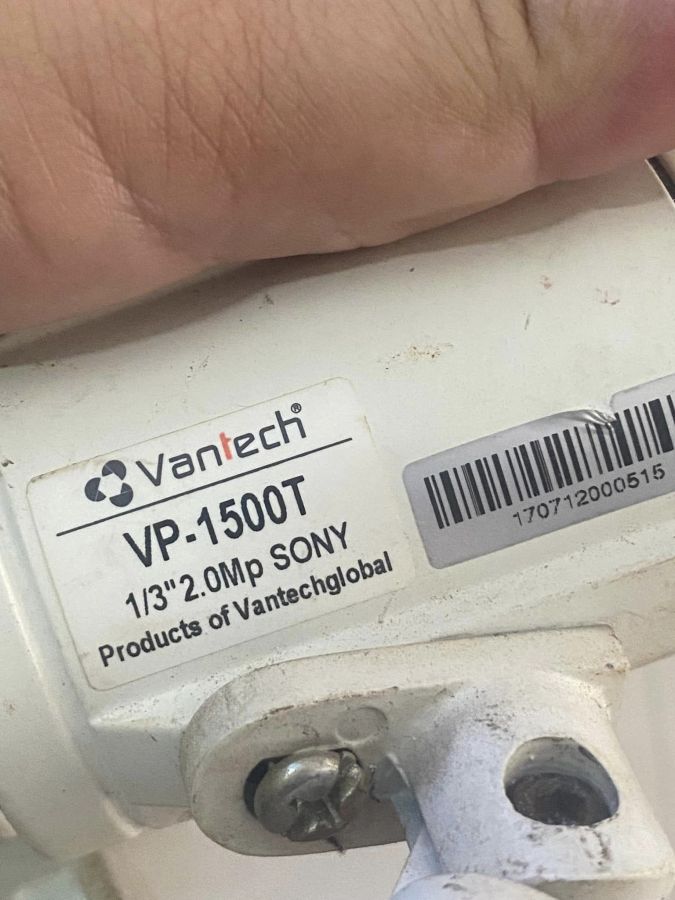 Vantech®
VP-1500T
1/3" 2.0Mp SONY
Products of Vantechglobal
170712000515